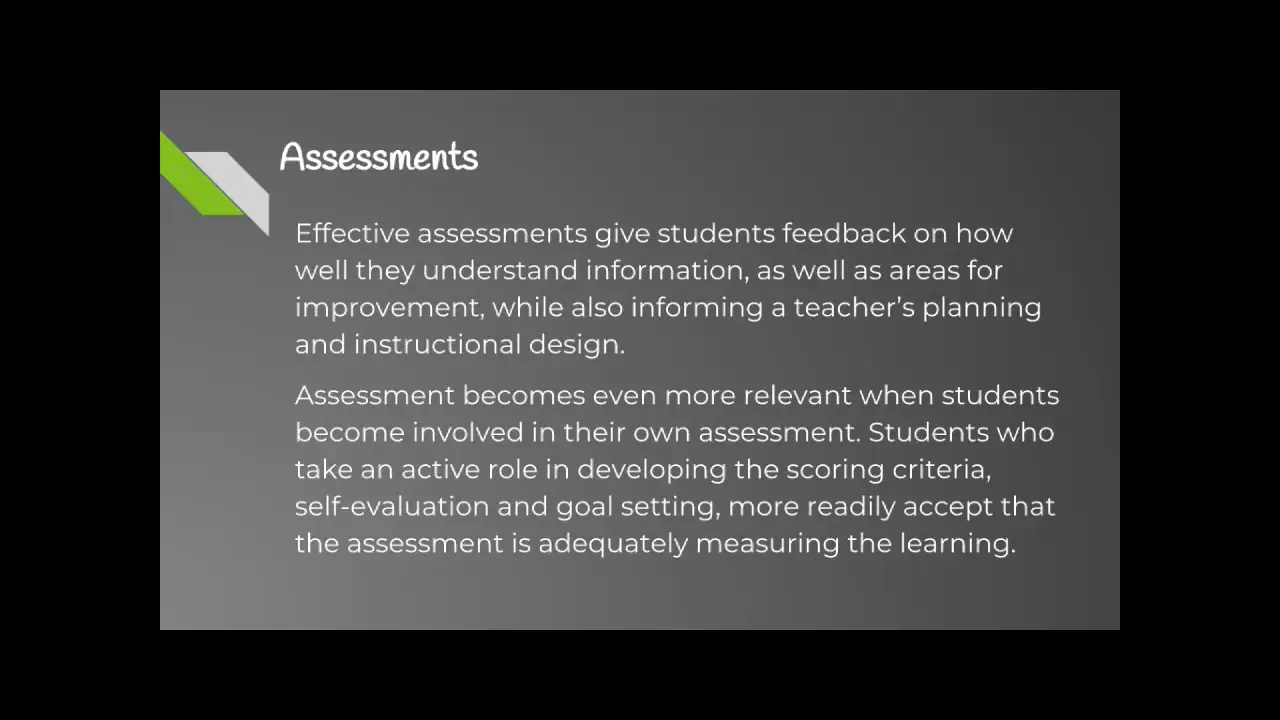 Assessments
Effective assessments give students feedback on how
well they understand information, as well as areas for
improvement, while also informing a teacher’s planning
and instructional design.
Assessment becomes even more relevant when students
become involved in their own assessment. Students who
take an active role in developing the scoring criteria,
self-evaluation and goal setting, more readily accept that
the assessment is adequately measuring the learning.